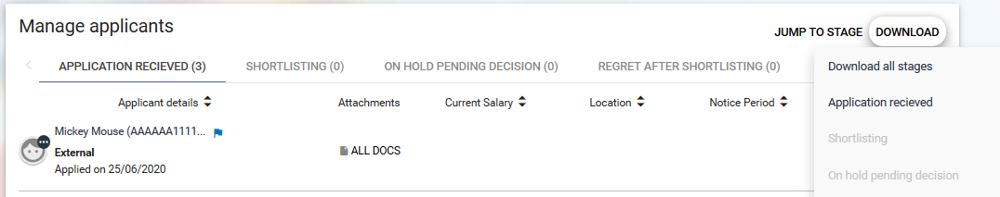 Manage applicants
JUMP TO STAGE DOWNLOAD
APPLICATION RECIEVED (3) SHORTLISTING (0) ON HOLD PENDING DECISION (0) REGRET AFTER SHORTLISTING (0)
Download all stages
Application recieved
Shortlisting
On hold pending decision
Applicant details Attachments Current Salary Location Notice Period
Mickey Mouse (AAAAAA1111...
External
Applied on 25/06/2020
ALL DOCS